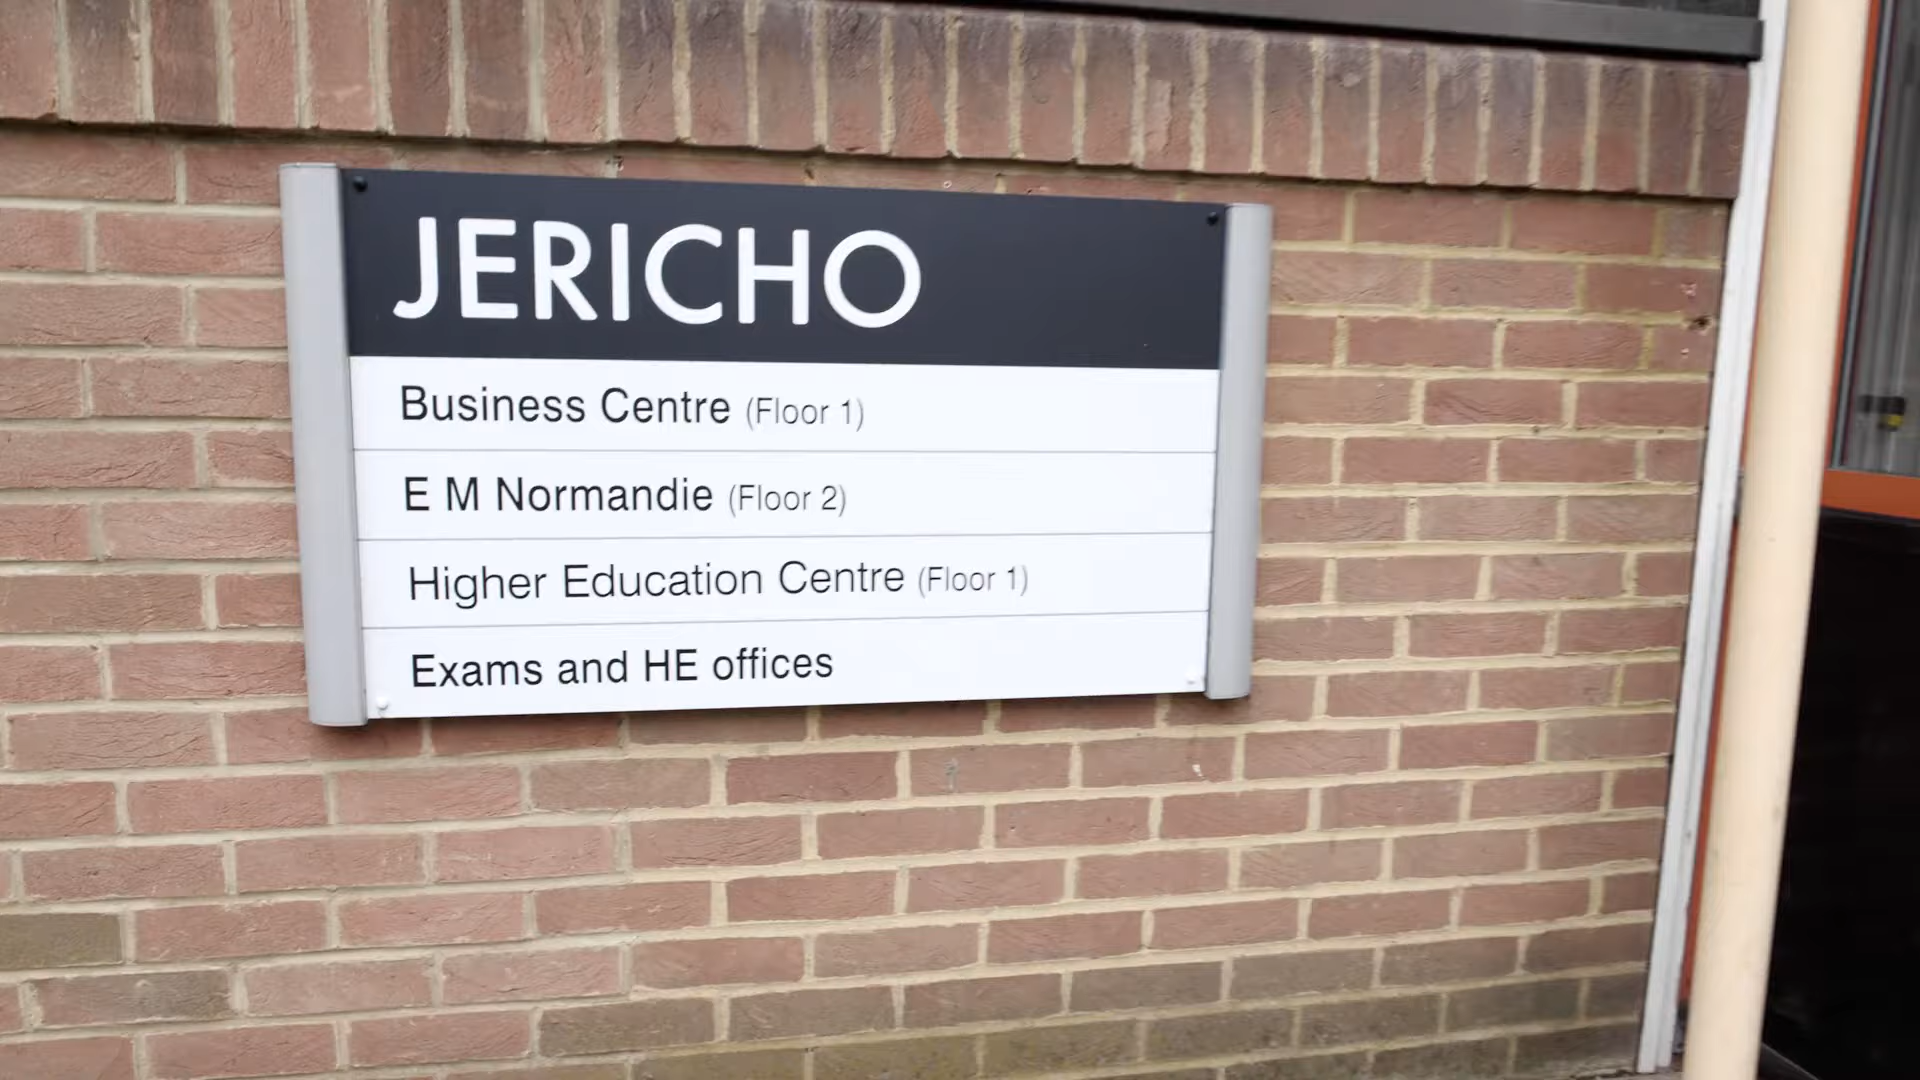 JERICHO
Business Centre (Floor 1)
E M Normandie (Floor 2)
Higher Education Centre (Floor 1)
Exams and HE offices